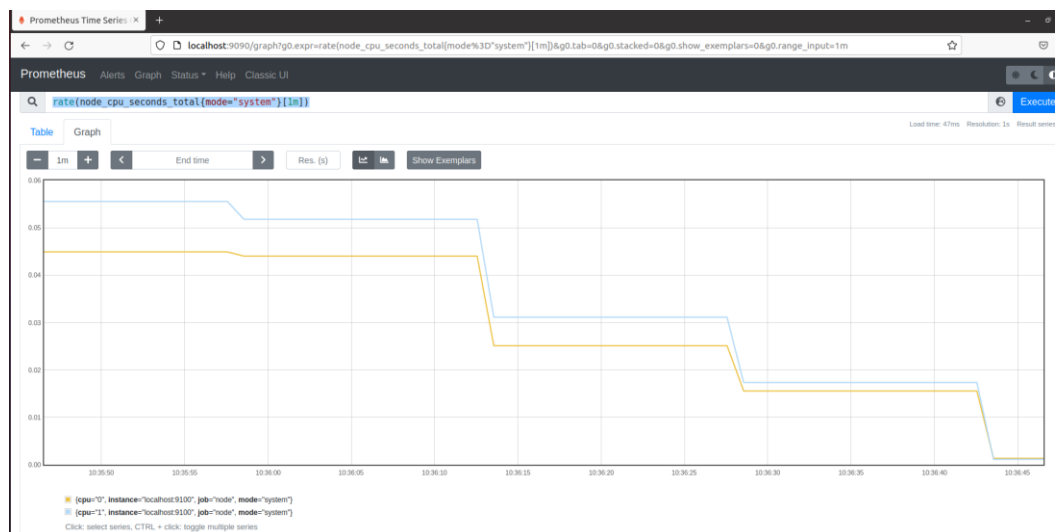 Prometheus Time Series
localhost:9090/graph?g0.expr=rate(node_cpu_seconds_total{mode%3D"system"}[1m])&g0.tab=0&g0.stacked=0&g0.show_exemplars=0&g0.range_input=1m
Prometheus Alerts Graph Status Help Classic UI
rate(node_cpu_seconds_total{mode="system"}[1m]) Execute
Load time: 47ms Resolution: 1s Result series
Table Graph
1m End time Res. (s) Show Exemplars
0.06
0.05
0.04
0.03
0.02
0.01
0.00
10:35:50 10:35:55 10:36:00 10:36:05 10:36:10 10:36:15 10:36:20 10:36:25 10:36:30 10:36:35 10:36:40 10:36:45
{cpu="0", instance="localhost:9100", job="node", mode="system"}
{cpu="1", instance="localhost:9100", job="node", mode="system"}
Click: select series, CTRL + click: toggle multiple series